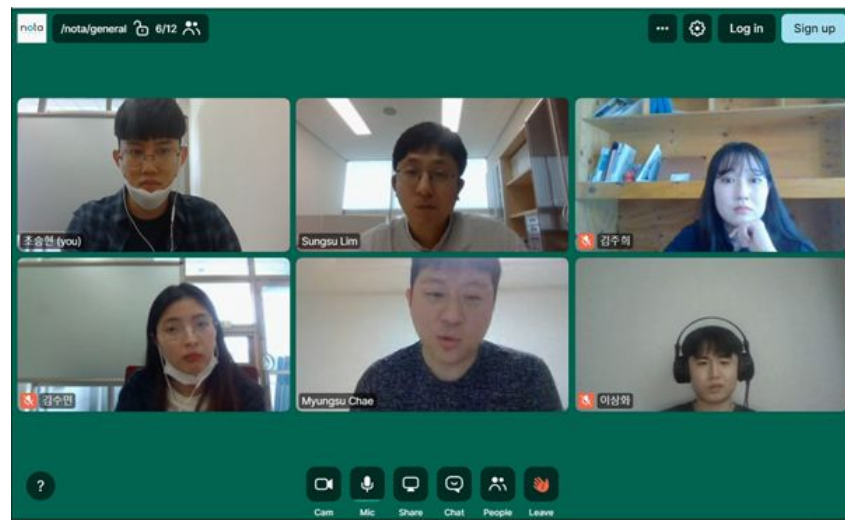 nota
/nota/general 6/12
Log in
Sign up
조승현 (you)
Sungsu Lim
김주희
김수민
Myungsu Chae
이상화
?
Cam Mic Share Chat People Leave